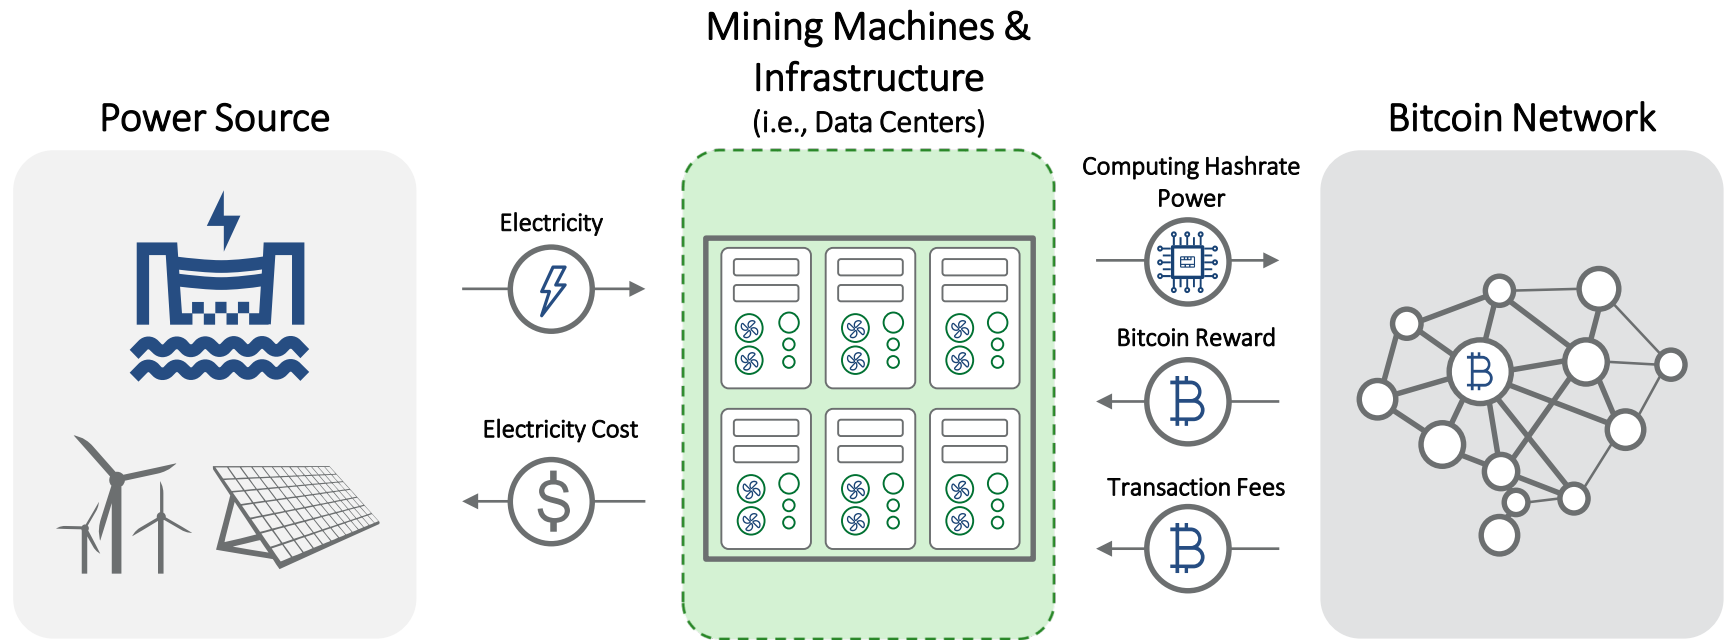 Mining Machines &
Infrastructure
(i.e., Data Centers)
Power Source
Bitcoin Network
Electricity
Electricity Cost
$
Computing Hashrate
Power
Bitcoin Reward
Transaction Fees